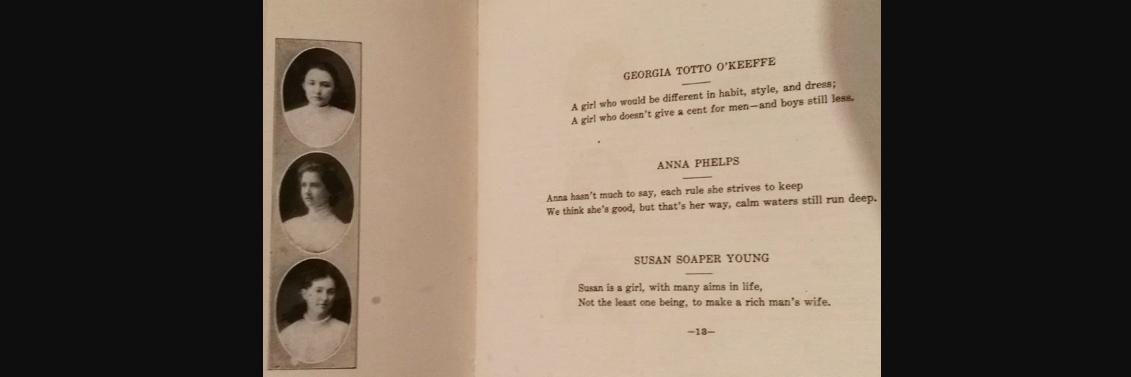 GEORGIA TOTTO O'KEEFFE
A girl who would be different in habit, style, and dress;
A girl who doesn't give a cent for men—and boys still less.
ANNA PHELPS
Anna hasn't much to say, each rule she strives to keep
We think she's good, but that's her way, calm waters still run deep.
SUSAN SOAPER YOUNG
Susan is a girl, with many aims in life,
Not the least one being, to make a rich man's wife.
—13—